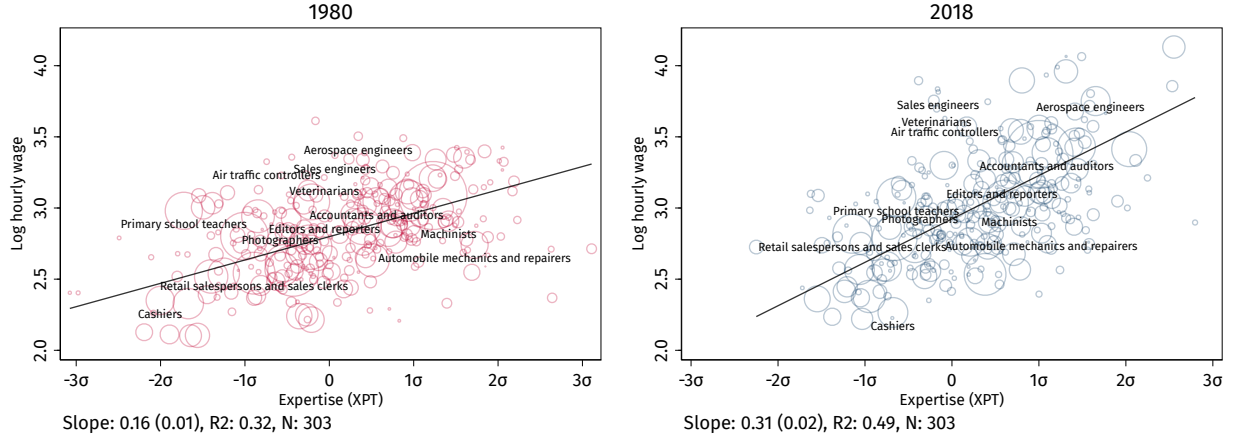 1980
Log hourly wage
4.0
3.5
3.0
2.5
2.0
Aerospace engineers
Air traffic controllers
Sales engineers
Veterinarians
Primary school teachers
Accountants and auditors
Editors and reporters
Photographers
Machinists
Automobile mechanics and repairers
Retail salespersons and sales clerks
Cashiers
-3σ -2σ -1σ 0 1σ 2σ 3σ
Expertise (XPT)
Slope: 0.16 (0.01), R2: 0.32, N: 303
2018
Log hourly wage
4.0
3.5
3.0
2.5
2.0
Sales engineers
Aerospace engineers
Veterinarians
Air traffic controllers
Accountants and auditors
Editors and reporters
Primary school teachers
Photographers
Machinists
Retail salespersons and sales clerks
Automobile mechanics and repairers
Cashiers
-3σ -2σ -1σ 0 1σ 2σ 3σ
Expertise (XPT)
Slope: 0.31 (0.02), R2: 0.49, N: 303